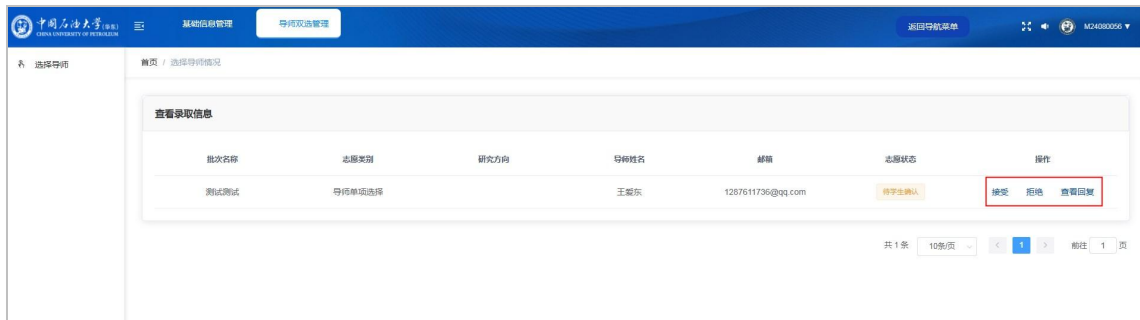 中国石油大学(华东) 基础信息管理 导师双选管理 返回导航菜单 M24080056
CHINA UNIVERSITY OF PETROLEUM
选择导师 首页 / 选择导师情况
查看录取信息
批次名称 志愿类别 研究方向 导师姓名 邮箱 志愿状态 操作
测试测试 导师单项选择 王爱东 1287611736@qq.com 待学生确认 接受 拒绝 查看回复
共 1 条 10条/页 < 1 > 前往 1 页